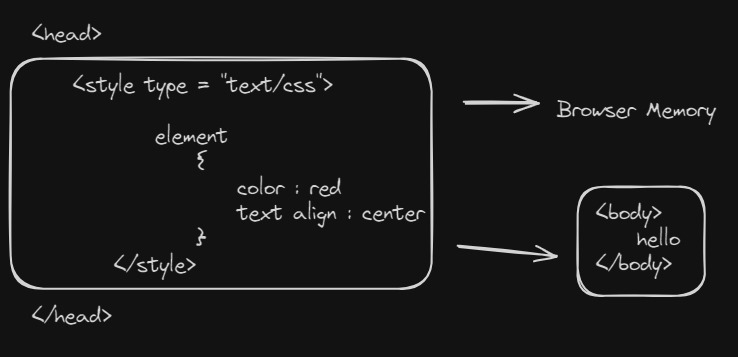 <head>
<style type = "text/css">
element
{
color : red
text align : center
}
</style>
</head>
Browser Memory
<body>
hello
</body>